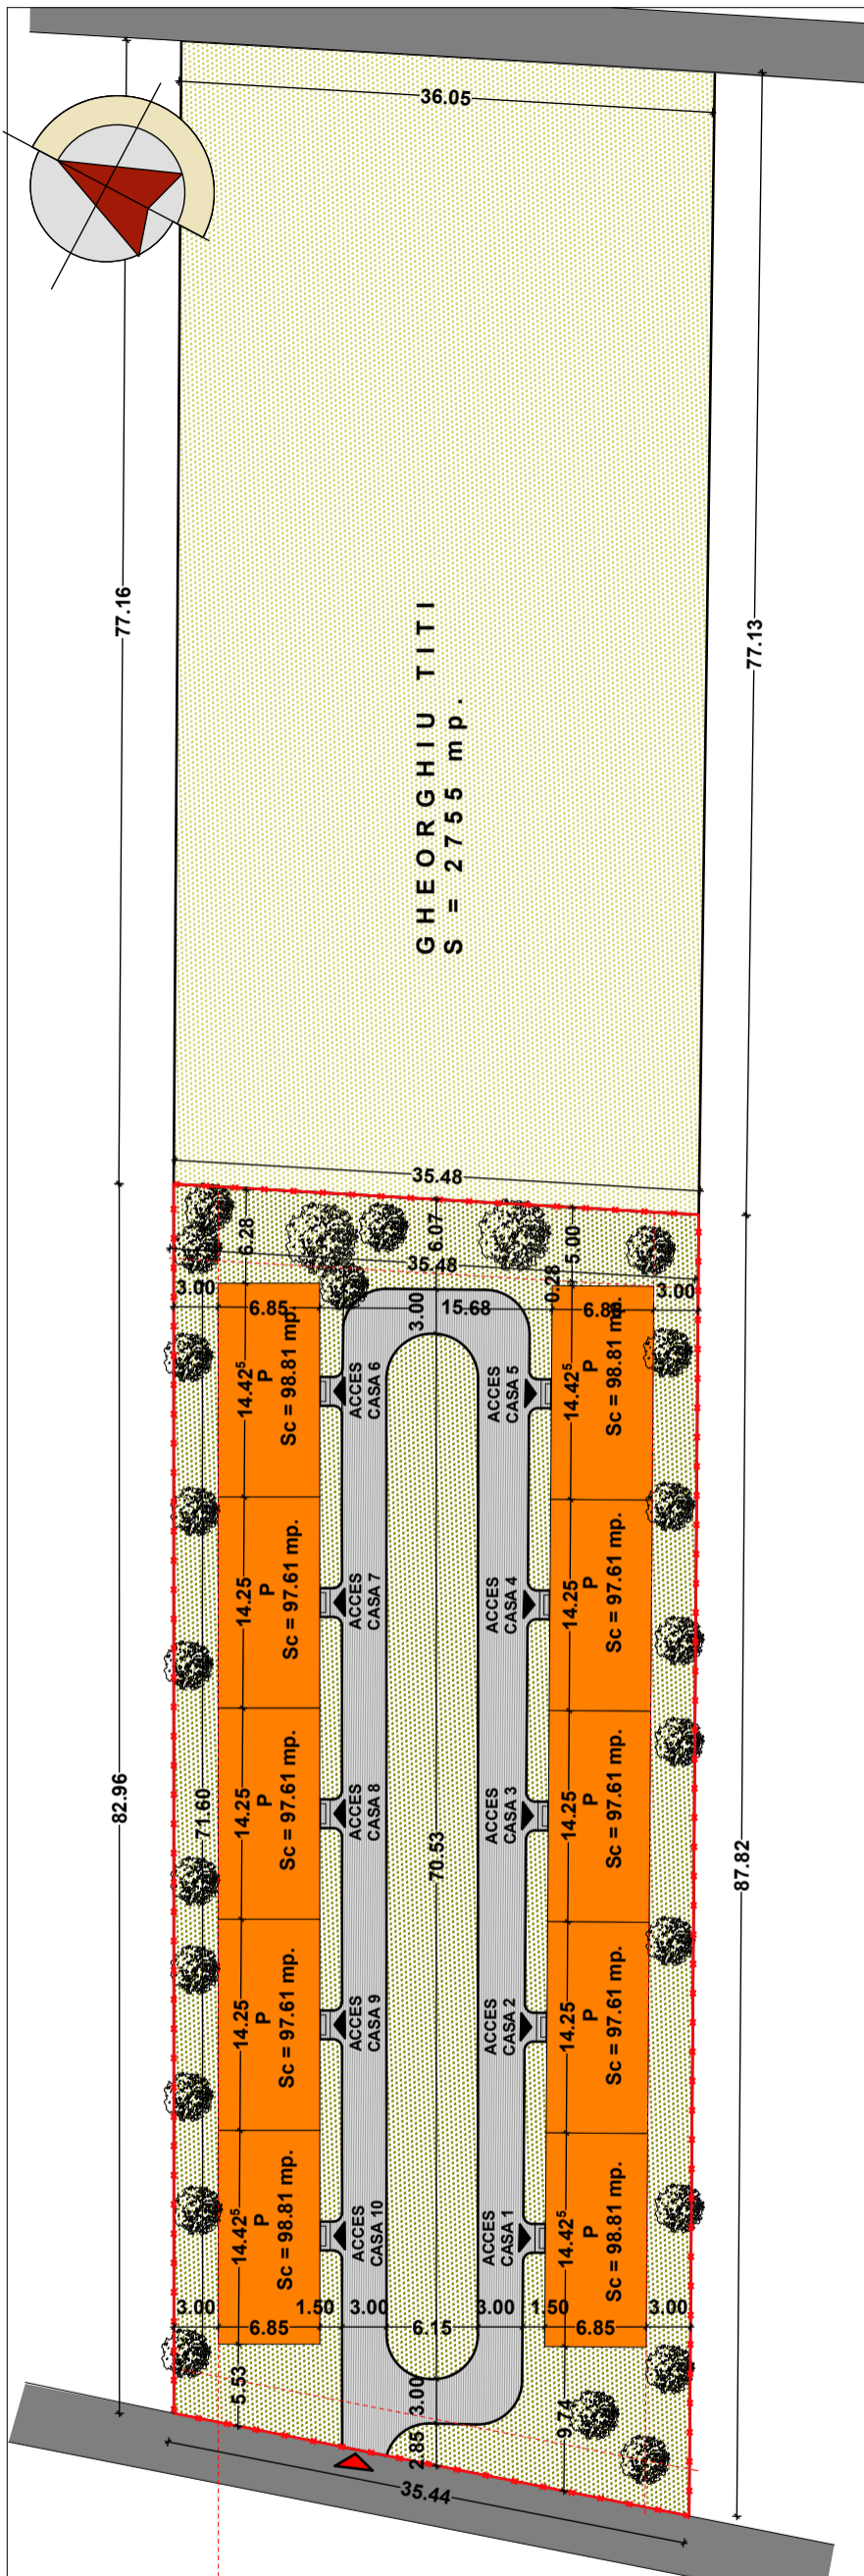 36.05
77.16
77.13
GHEORGHIU TITI
S = 2755 mp.
35.48
6.28
6.07
5.00
35.48
0.28
3.00
6.85
3.00
15.68
6.85
3.00
14.42⁵
P
Sc = 98.81 mp.
ACCES
CASA 6
ACCES
CASA 5
14.42⁵
P
Sc = 98.81 mp.
14.25
P
Sc = 97.61 mp.
ACCES
CASA 7
ACCES
CASA 4
14.25
P
Sc = 97.61 mp.
82.96
71.60
14.25
P
Sc = 97.61 mp.
ACCES
CASA 8
70.53
ACCES
CASA 3
14.25
P
Sc = 97.61 mp.
87.82
14.25
P
Sc = 97.61 mp.
ACCES
CASA 9
ACCES
CASA 2
14.25
P
Sc = 97.61 mp.
14.42⁵
P
Sc = 98.81 mp.
ACCES
CASA 10
ACCES
CASA 1
14.42⁵
P
Sc = 98.81 mp.
3.00
6.85
1.50
3.00
6.15
3.00
1.50
6.85
3.00
5.53
3.00
2.85
9.74
35.44